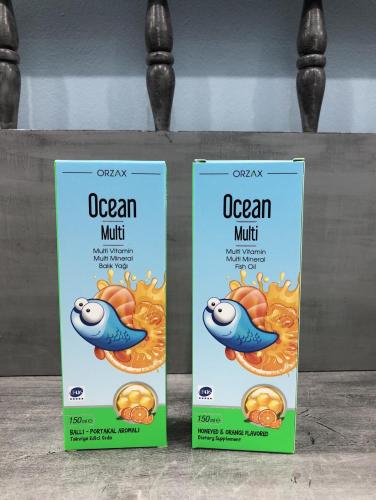 ORZAX
Ocean
Multi
Multi Vitamin
Multi Mineral
Balık Yağı
150 ml e
BALLI - PORTAKAL AROMALI
Takviye Edici Gıda
ORZAX
Ocean
Multi
Multi Vitamin
Multi Mineral
Fish Oil
150 ml e
HONEYED & ORANGE FLAVORED
Dietary Supplement